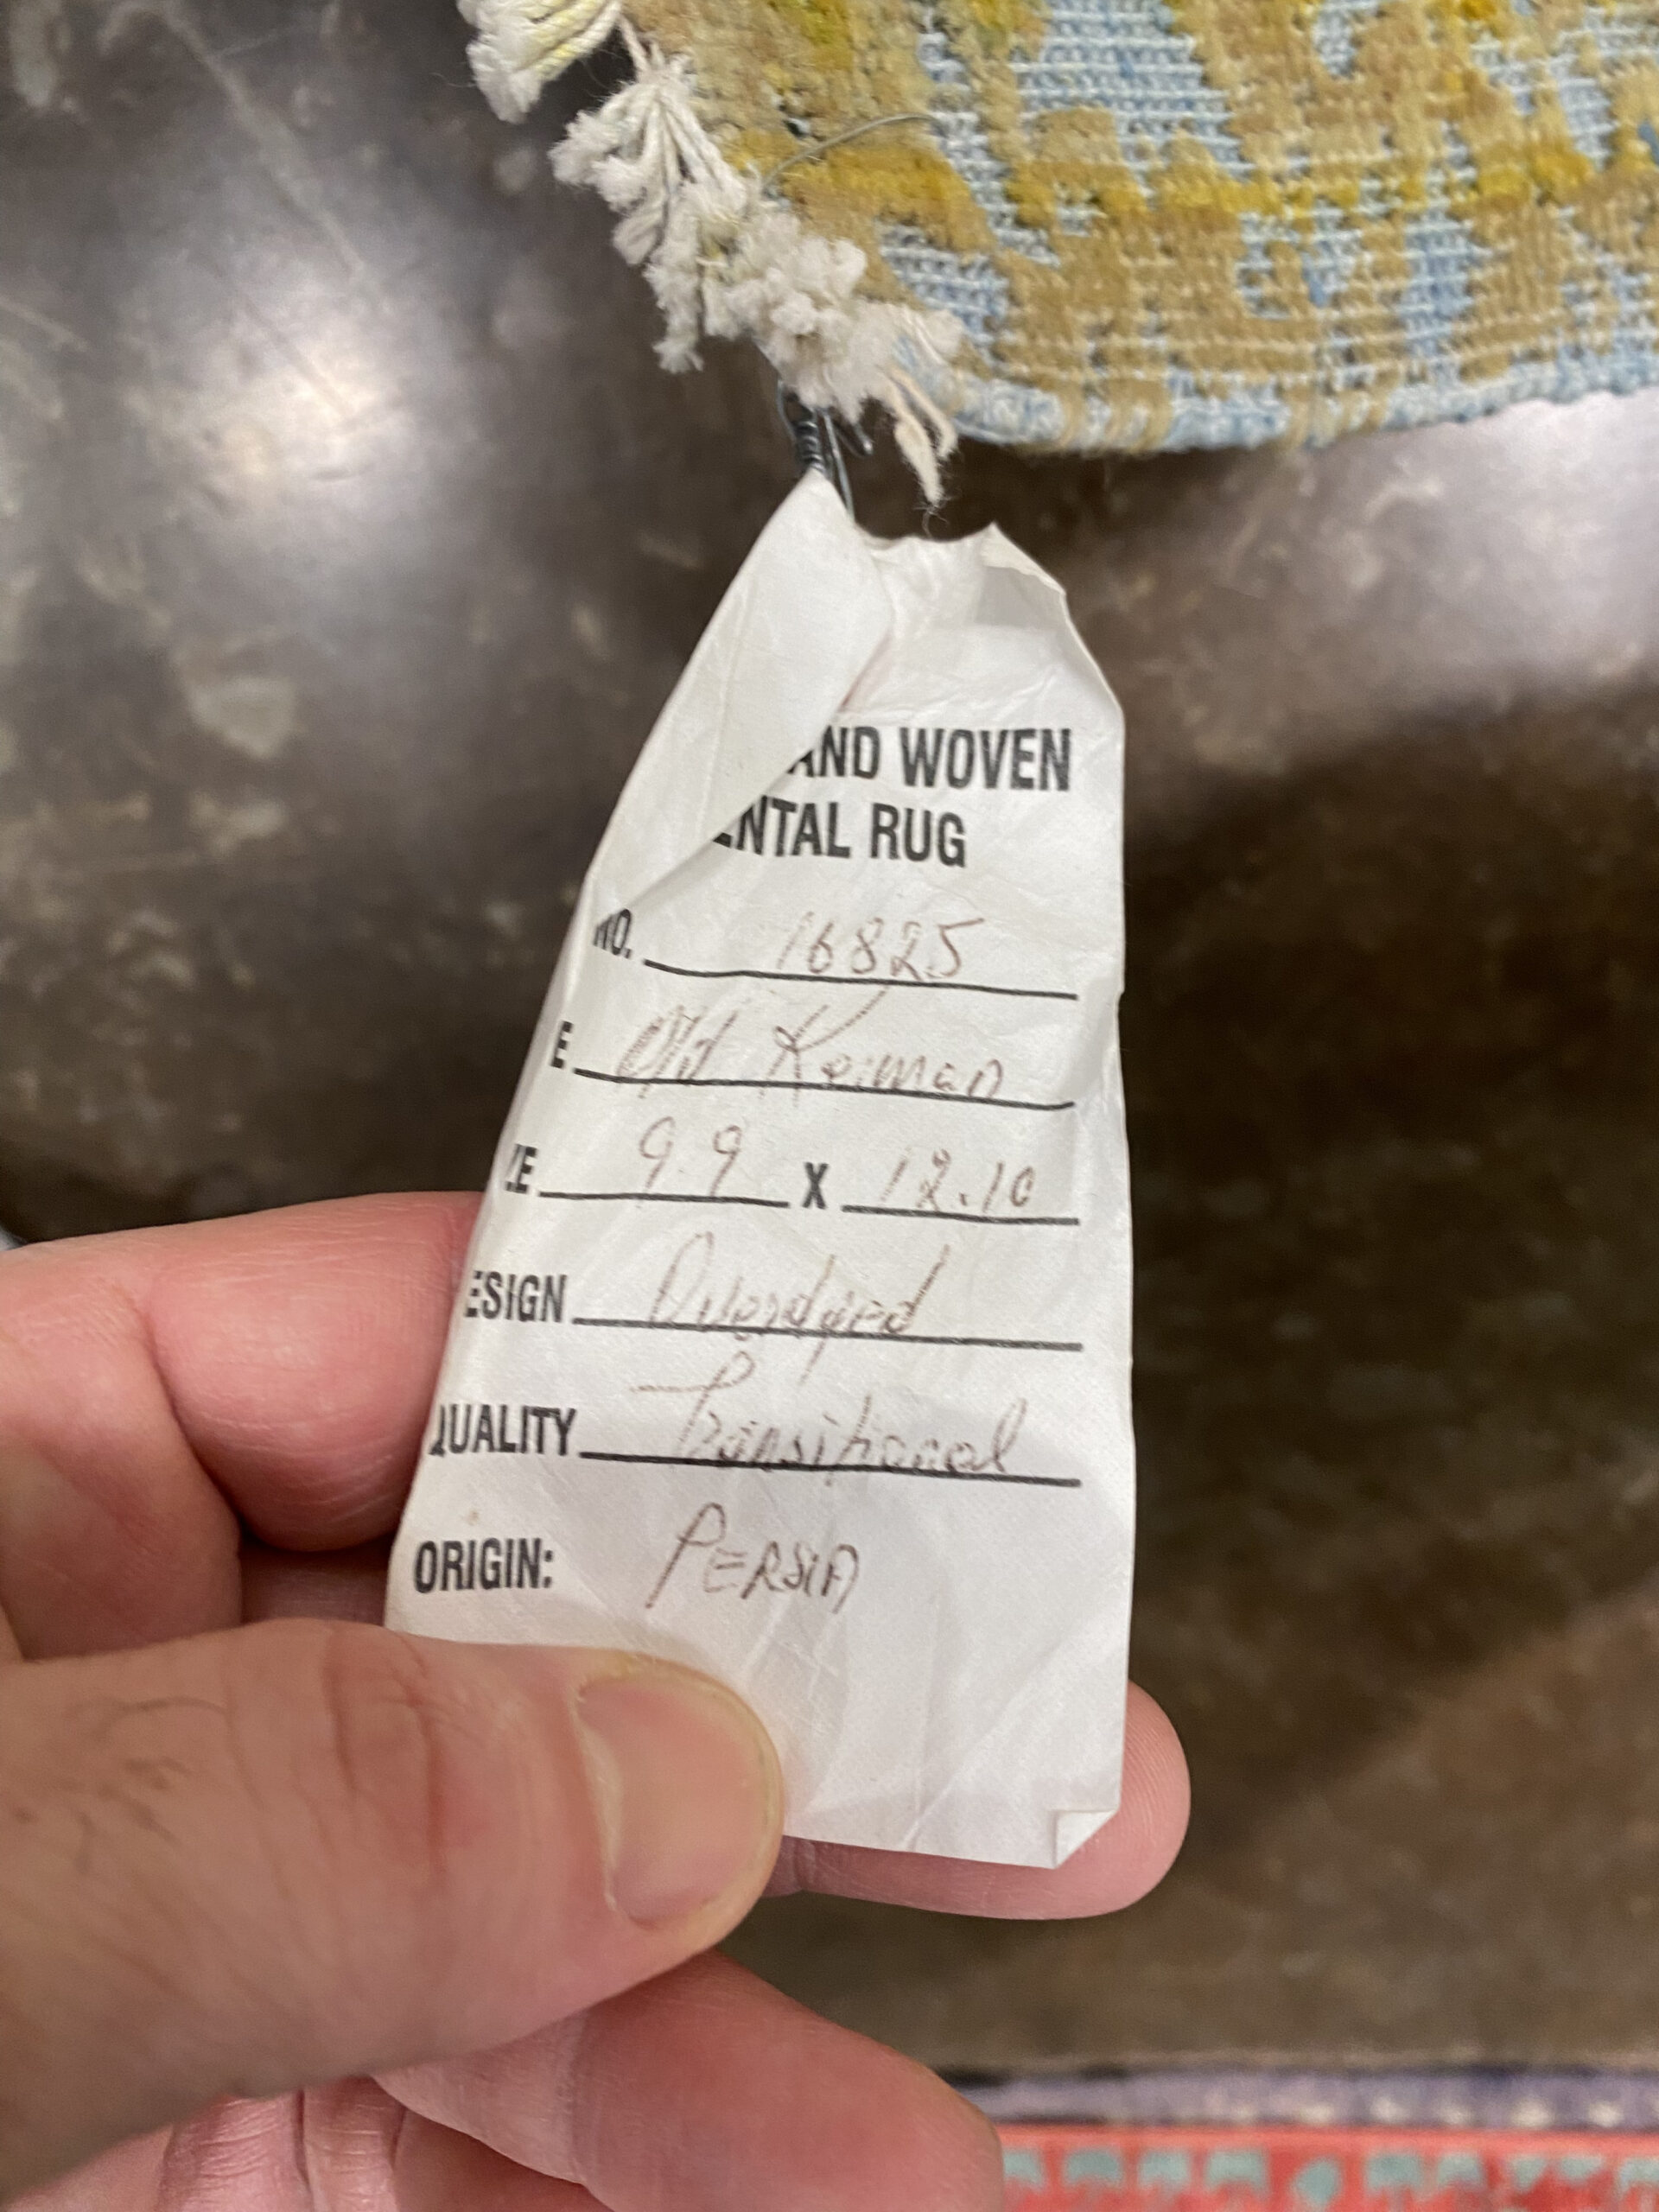 AND WOVEN
ENTAL RUG
NO. 16825
E Old Kerman
ZE 9.9 X 12.10
ESIGN Overdyed
QUALITY Transitional
ORIGIN: PERSIA